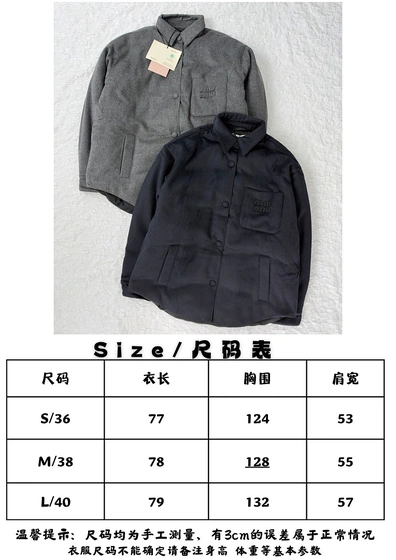 Size/尺码表
尺码 衣长 胸围 肩宽
S/36 77 124 53
M/38 78 128 55
L/40 79 132 57
温馨提示：尺码均为手工测量、有3cm的误差属于正常情况
衣服尺码不能确定请备注身高 体重等基本参数